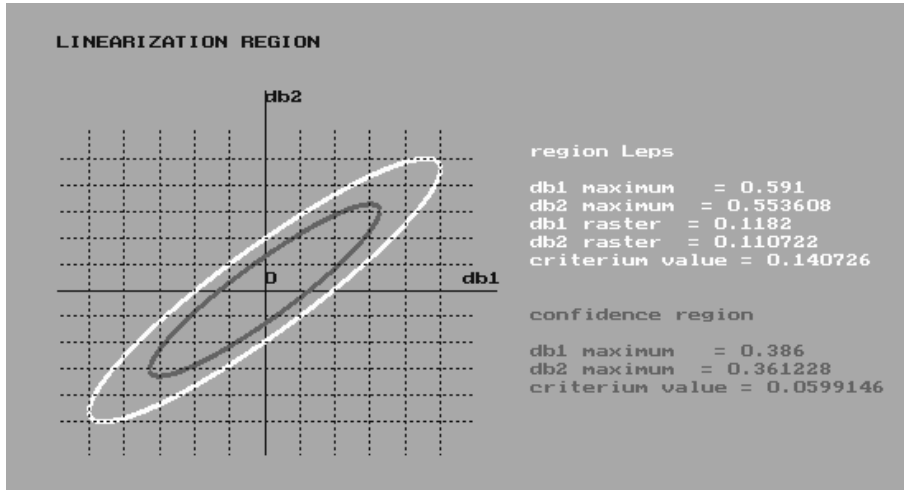 LINEARIZATION REGION
db2
region Leps
db1 maximum = 0.591
db2 maximum = 0.553608
db1 raster = 0.1182
db2 raster = 0.110722
criterium value = 0.140726
0
db1
confidence region
db1 maximum = 0.386
db2 maximum = 0.361228
criterium value = 0.0599146